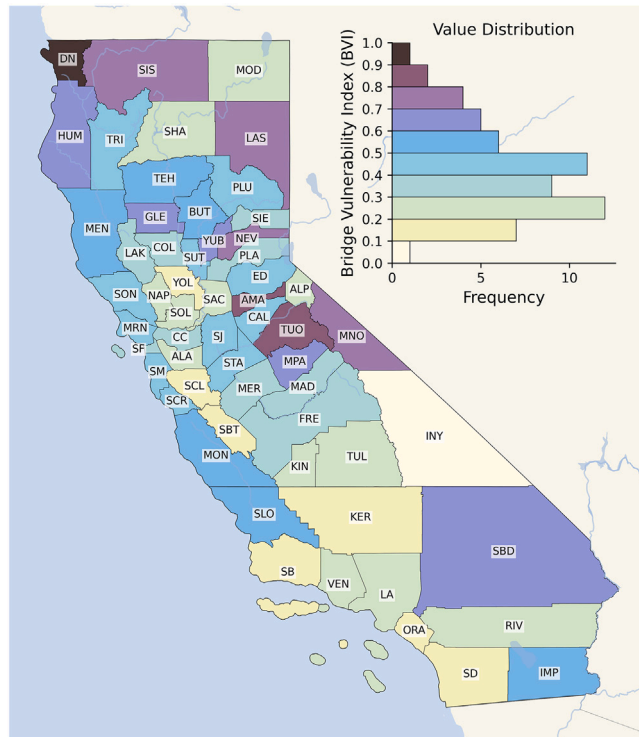 Value Distribution
Bridge Vulnerability Index (BVI)
1.0
0.9
0.8
0.7
0.6
0.5
0.4
0.3
0.2
0.1
0.0
0
5
10
Frequency
DN
SIS
MOD
HUM
TRI
SHA
LAS
TEH
PLU
MEN
GLE
BUT
SIE
YUB
NEV
LAK
COL
SUT
PLA
YOL
ED
SON
NAP
SAC
AMA
ALP
SOL
CAL
MRN
CC
SJ
TUO
MNO
SF
ALA
STA
MPA
SM
SCL
MER
MAD
SCR
FRE
SBT
INY
MON
KIN
TUL
SLO
KER
SBD
SB
VEN
LA
ORA
RIV
SD
IMP